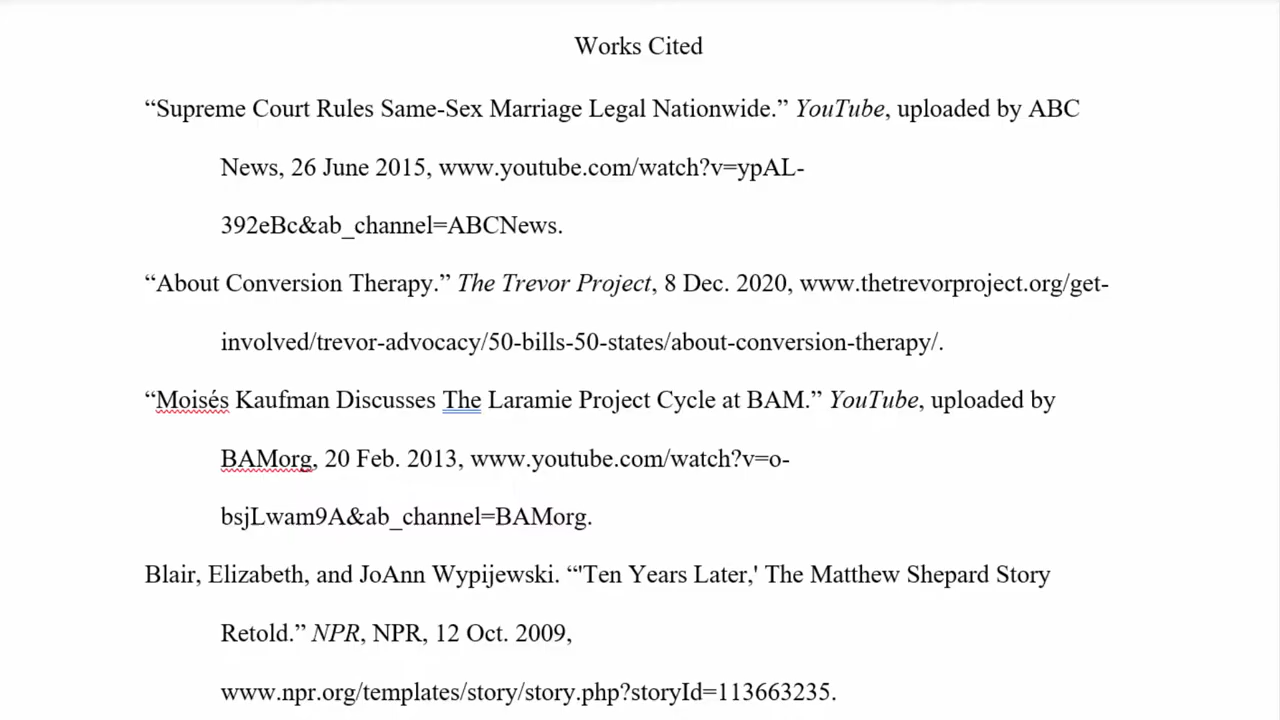 Works Cited
“Supreme Court Rules Same-Sex Marriage Legal Nationwide.” YouTube, uploaded by ABC
News, 26 June 2015, www.youtube.com/watch?v=ypAL-
392eBc&ab_channel=ABCNews.
“About Conversion Therapy.” The Trevor Project, 8 Dec. 2020, www.thetrevorproject.org/get-
involved/trevor-advocacy/50-bills-50-states/about-conversion-therapy/.
“Moisés Kaufman Discusses The Laramie Project Cycle at BAM.” YouTube, uploaded by
BAMorg, 20 Feb. 2013, www.youtube.com/watch?v=o-
bsjLwam9A&ab_channel=BAMorg.
Blair, Elizabeth, and JoAnn Wypijewski. “'Ten Years Later,' The Matthew Shepard Story
Retold.” NPR, NPR, 12 Oct. 2009,
www.npr.org/templates/story/story.php?storyId=113663235.